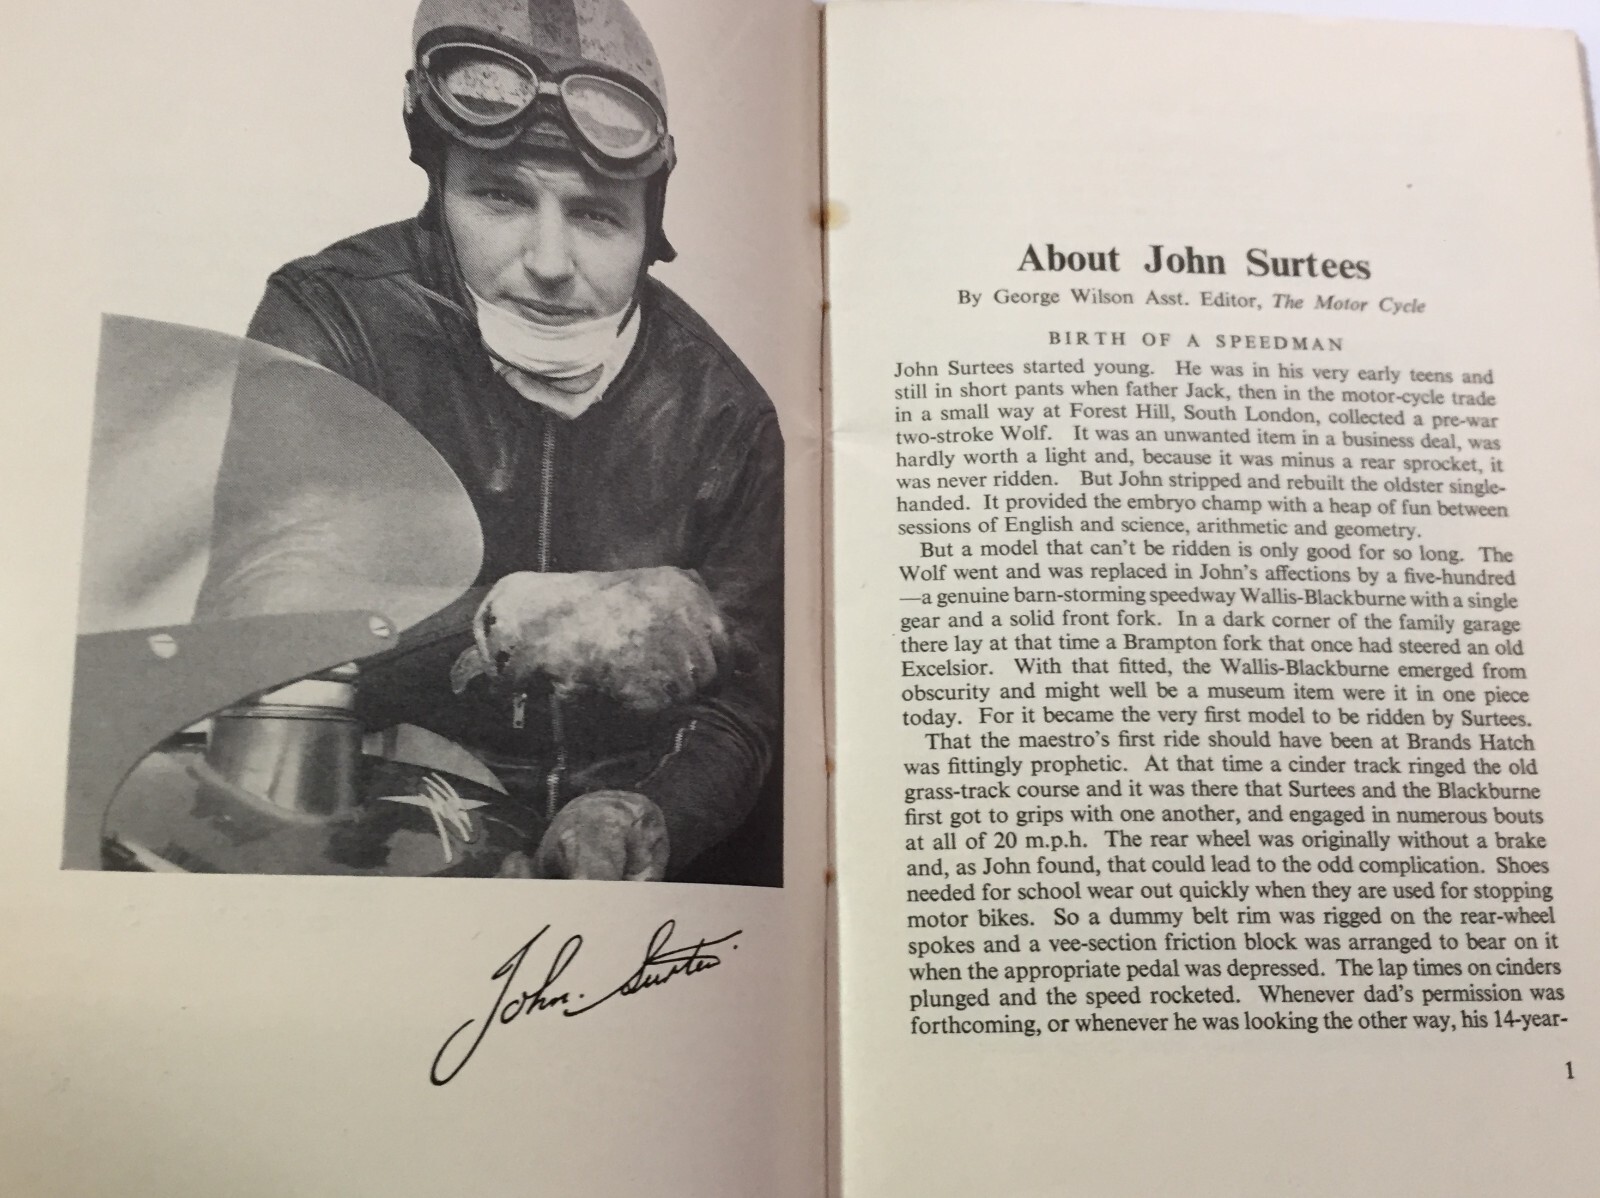 John. Surtees.
About John Surtees
By George Wilson Asst. Editor, The Motor Cycle
BIRTH OF A SPEEDMAN
John Surtees started young. He was in his very early teens and
still in short pants when father Jack, then in the motor-cycle trade
in a small way at Forest Hill, South London, collected a pre-war
two-stroke Wolf. It was an unwanted item in a business deal, was
hardly worth a light and, because it was minus a rear sprocket, it
was never ridden. But John stripped and rebuilt the oldster single-
handed. It provided the embryo champ with a heap of fun between
sessions of English and science, arithmetic and geometry.
But a model that can't be ridden is only good for so long. The
Wolf went and was replaced in John's affections by a five-hundred
—a genuine barn-storming speedway Wallis-Blackburne with a single
gear and a solid front fork. In a dark corner of the family garage
there lay at that time a Brampton fork that once had steered an old
Excelsior. With that fitted, the Wallis-Blackburne emerged from
obscurity and might well be a museum item were it in one piece
today. For it became the very first model to be ridden by Surtees.
That the maestro's first ride should have been at Brands Hatch
was fittingly prophetic. At that time a cinder track ringed the old
grass-track course and it was there that Surtees and the Blackburne
first got to grips with one another, and engaged in numerous bouts
at all of 20 m.p.h. The rear wheel was originally without a brake
and, as John found, that could lead to the odd complication. Shoes
needed for school wear out quickly when they are used for stopping
motor bikes. So a dummy belt rim was rigged on the rear-wheel
spokes and a vee-section friction block was arranged to bear on it
when the appropriate pedal was depressed. The lap times on cinders
plunged and the speed rocketed. Whenever dad's permission was
forthcoming, or whenever he was looking the other way, his 14-year-
1